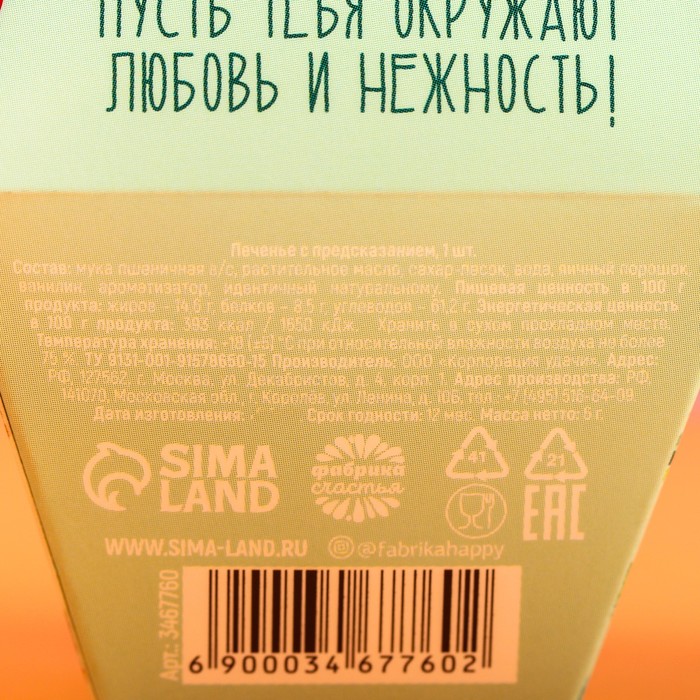 ПУСТЬ ТЕБЯ ОКРУЖАЮТ
ЛЮБОВЬ И НЕЖНОСТЬ!
Печенье с предсказанием, 1 шт.
Состав: мука пшеничная в/с, растительное масло, сахар-песок, вода, яичный порошок,
ванилин, ароматизатор, идентичный натуральному. Пищевая ценность в 100 г
продукта: жиров – 14,6 г, белков – 8,5 г, углеводов – 61,2 г. Энергетическая ценность
в 100 г продукта: 393 ккал / 1650 кДж. Хранить в сухом прохладном месте.
Температура хранения: +18 (±5)°С при относительной влажности воздуха не более
75 %. ТУ 9131-001-91578660-15 Производитель: ООО «Корпорация удачи». Адрес:
РФ, 127562, г. Москва, ул. Декабристов, д. 4, корп. 1. Адрес производства: РФ,
141070, Московская обл., г. Королев, ул. Ленина, д. 10Б, тел.: +7 (495) 516-64-09.
Дата изготовления: Срок годности: 12 мес. Масса нетто: 6 г.
SIMA
LAND
фабрика
счастья
41
21
EAC
WWW.SIMA-LAND.RU
@fabrikahappy
Арт.: 3467760
6 900034 677602